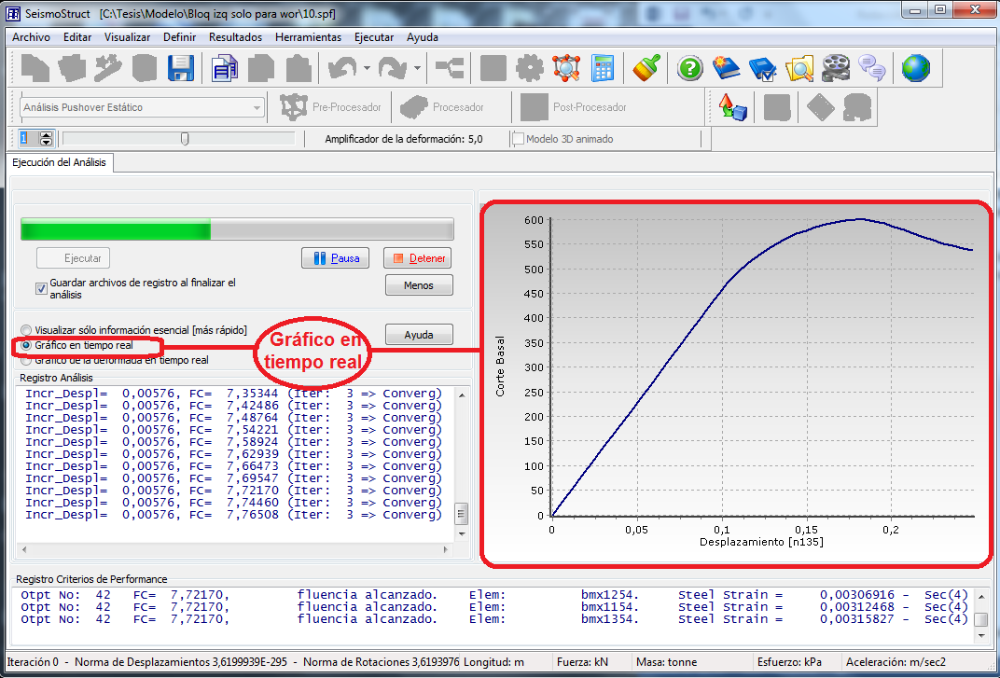 SeismoStruct [C:\Tesis\Modelo\Bloq izq solo para wor\10.spf]
Archivo Editar Visualizar Definir Resultados Herramientas Ejecutar Ayuda
Análisis Pushover Estático Pre-Procesador Procesador Post-Procesador
1 Amplificador de la deformación: 5,0 Modelo 3D animado
Ejecución del Análisis
Ejecutar Pausa Detener
Guardar archivos de registro al finalizar el
análisis
Menos
Visualizar sólo información esencial [más rápido]
Gráfico en tiempo real
Gráfico de la deformada en tiempo real
Ayuda
Gráfico en
tiempo real
Registro Análisis
Incr_Despl= 0,00576, FC= 7,35344 (Iter: 3 => Converg)
Incr_Despl= 0,00576, FC= 7,42486 (Iter: 3 => Converg)
Incr_Despl= 0,00576, FC= 7,48764 (Iter: 3 => Converg)
Incr_Despl= 0,00576, FC= 7,54221 (Iter: 3 => Converg)
Incr_Despl= 0,00576, FC= 7,58924 (Iter: 3 => Converg)
Incr_Despl= 0,00576, FC= 7,62939 (Iter: 3 => Converg)
Incr_Despl= 0,00576, FC= 7,66473 (Iter: 3 => Converg)
Incr_Despl= 0,00576, FC= 7,69547 (Iter: 3 => Converg)
Incr_Despl= 0,00576, FC= 7,72170 (Iter: 3 => Converg)
Incr_Despl= 0,00576, FC= 7,74460 (Iter: 3 => Converg)
Incr_Despl= 0,00576, FC= 7,76508 (Iter: 3 => Converg)
600
550
500
450
400
350
300
250
200
150
100
50
0
Corte Basal
0 0,05 0,1 0,15 0,2
Desplazamiento [n135]
Registro Criterios de Performance
Otpt No: 42 FC= 7,72170, fluencia alcanzado. Elem: bmx1254. Steel Strain = 0,00306916 - Sec(4)
Otpt No: 42 FC= 7,72170, fluencia alcanzado. Elem: bmx1154. Steel Strain = 0,00312468 - Sec(4)
Otpt No: 42 FC= 7,72170, fluencia alcanzado. Elem: bmx1354. Steel Strain = 0,00315827 - Sec(4)
Iteración 0 - Norma de Desplazamientos 3,6199939E-295 - Norma de Rotaciones 3,6193976 Longitud: m Fuerza: kN Masa: tonne Esfuerzo: kPa Aceleración: m/sec2